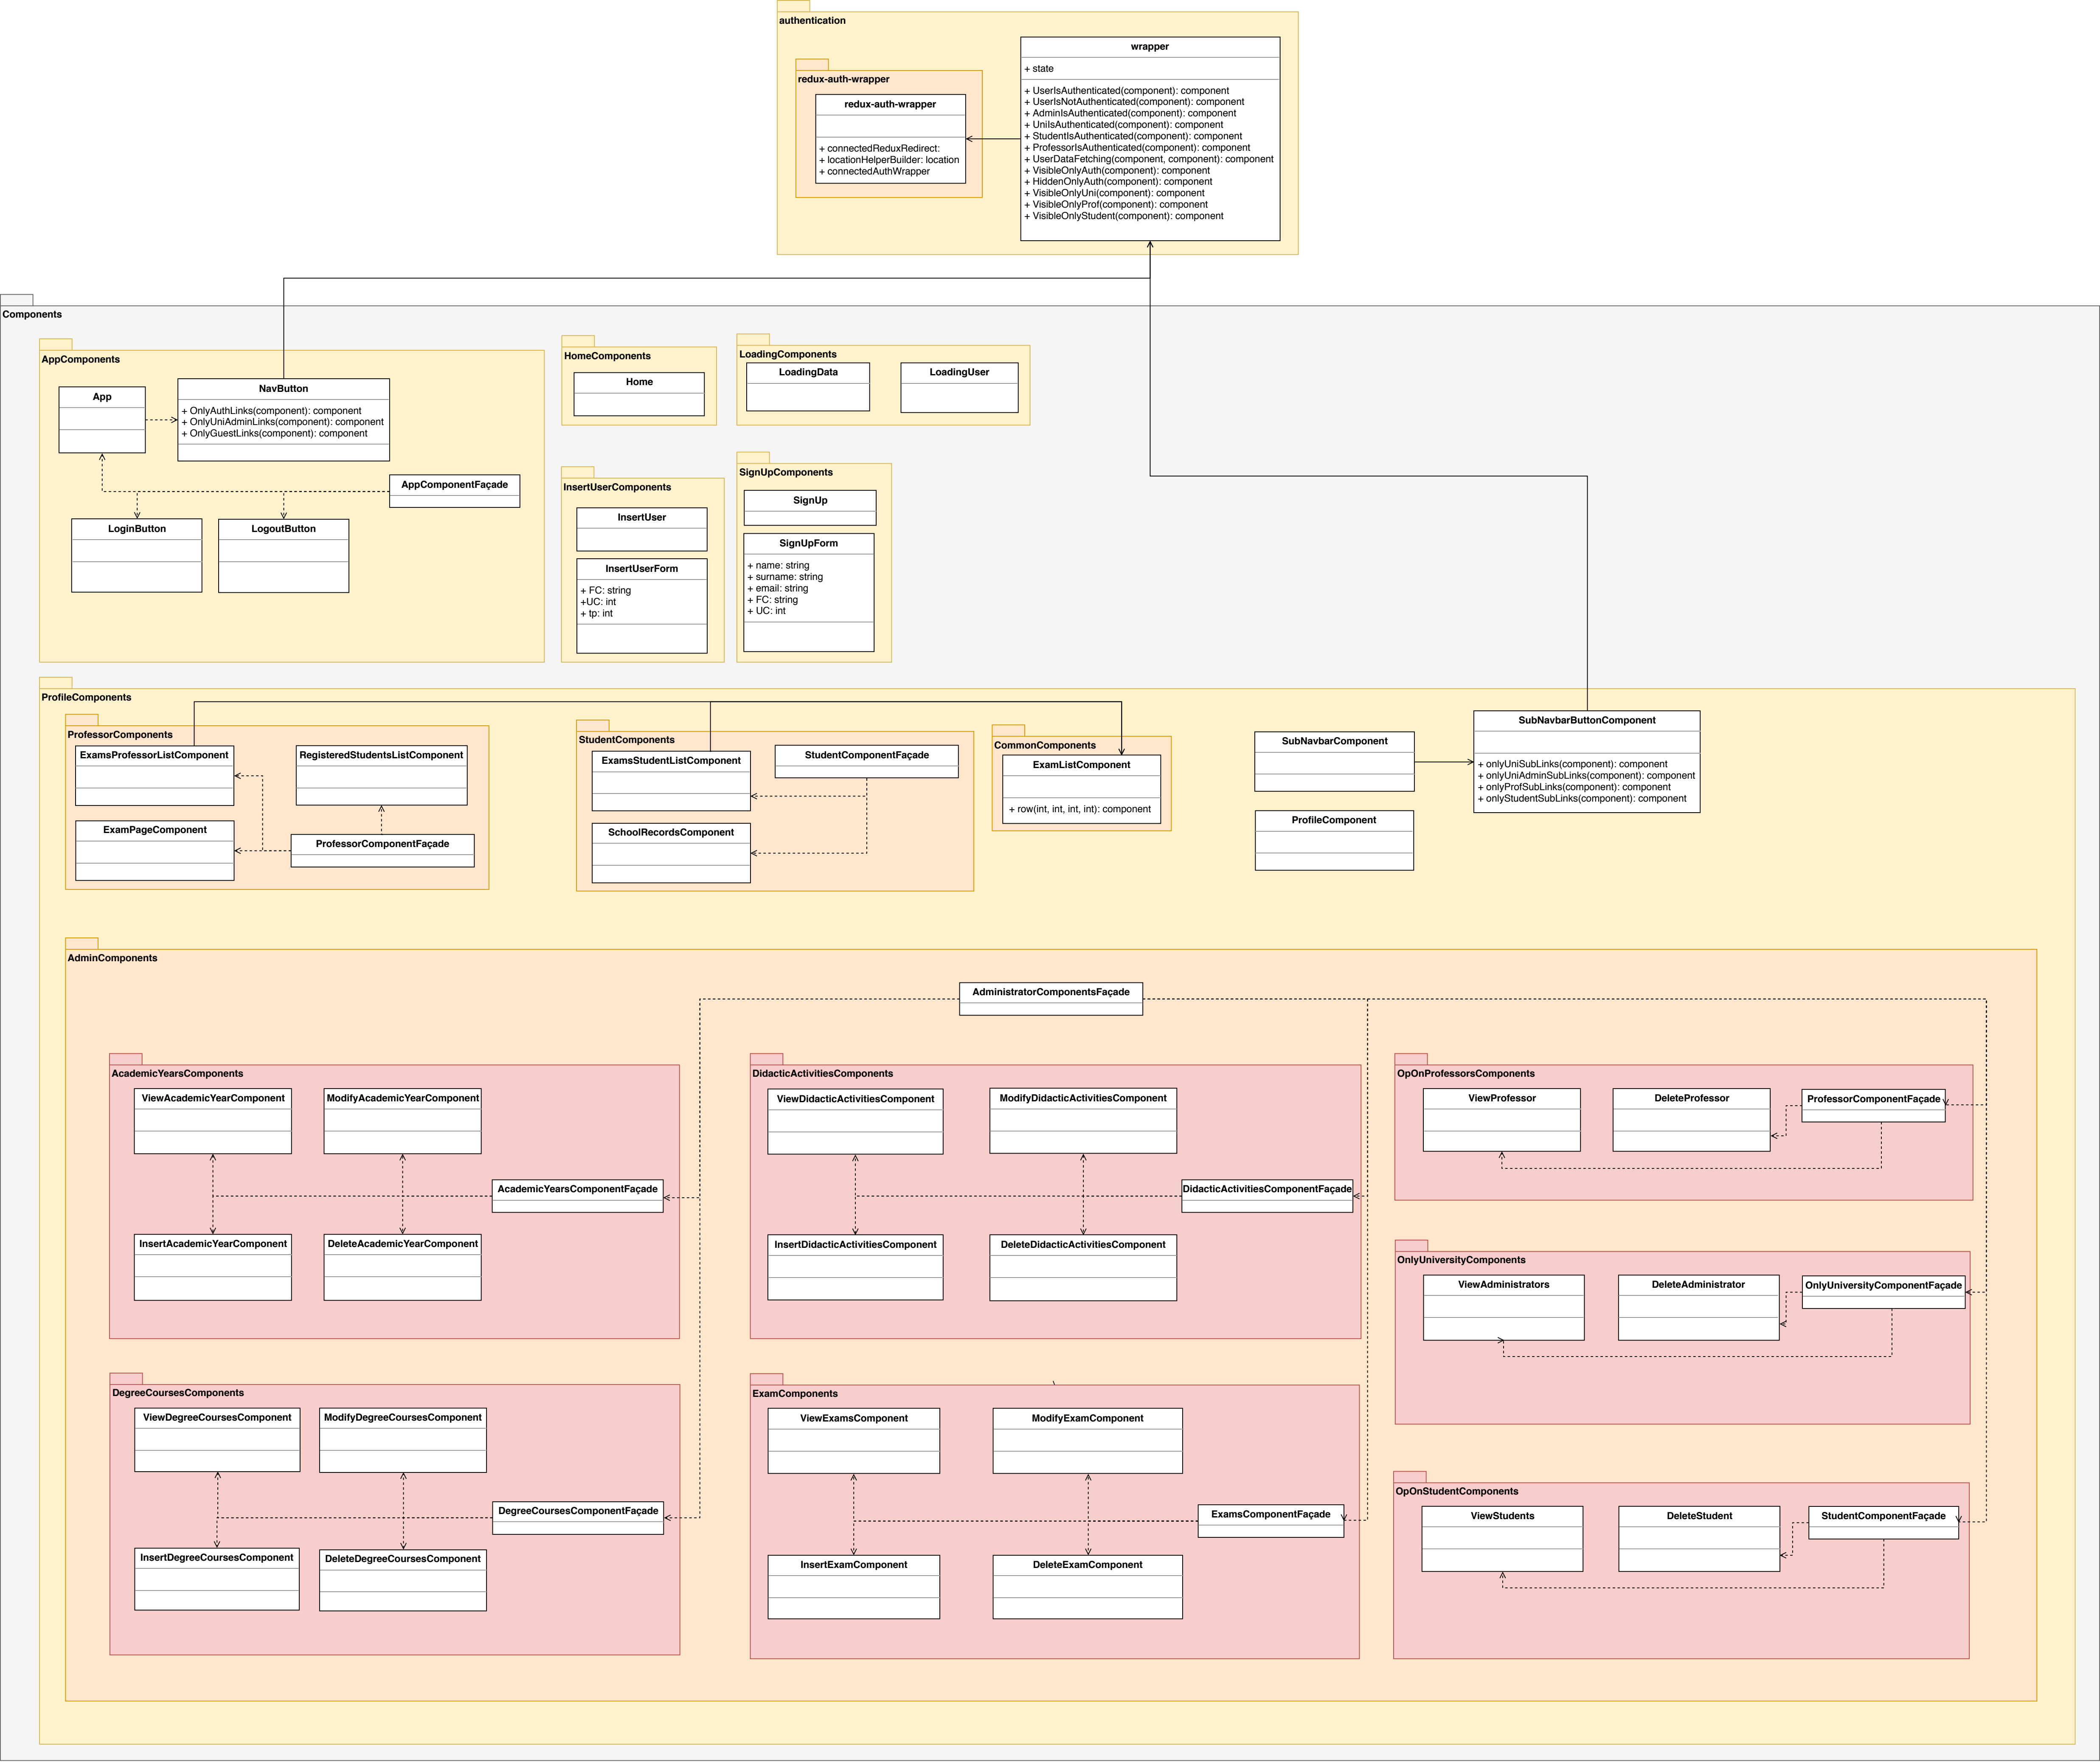 authentication
wrapper
+ state
+ UserIsAuthenticated(component): component
+ UserIsNotAuthenticated(component): component
+ AdminIsAuthenticated(component): component
+ UniIsAuthenticated(component): component
+ StudentIsAuthenticated(component): component
+ ProfessorIsAuthenticated(component): component
+ UserDataFetching(component, component): component
+ VisibleOnlyAuth(component): component
+ HiddenOnlyAuth(component): component
+ VisibleOnlyUni(component): component
+ VisibleOnlyProf(component): component
+ VisibleOnlyStudent(component): component
redux-auth-wrapper
redux-auth-wrapper
+ connectedReduxRedirect:
+ locationHelperBuilder: location
+ connectedAuthWrapper
Components
AppComponents
App
NavButton
+ OnlyAuthLinks(component): component
+ OnlyUniAdminLinks(component): component
+ OnlyGuestLinks(component): component
AppComponentFaçade
LoginButton
LogoutButton
HomeComponents
Home
LoadingComponents
LoadingData
LoadingUser
InsertUserComponents
InsertUser
InsertUserForm
+ FC: string
+UC: int
+ tp: int
SignUpComponents
SignUp
SignUpForm
+ name: string
+ surname: string
+ email: string
+ FC: string
+ UC: int
ProfileComponents
ProfessorComponents
ExamsProfessorListComponent
RegisteredStudentsListComponent
ExamPageComponent
ProfessorComponentFaçade
StudentComponents
ExamsStudentListComponent
StudentComponentFaçade
SchoolRecordsComponent
CommonComponents
ExamListComponent
+ row(int, int, int, int): component
SubNavbarComponent
SubNavbarButtonComponent
+ onlyUniSubLinks(component): component
+ onlyUniAdminSubLinks(component): component
+ onlyProfSubLinks(component): component
+ onlyStudentSubLinks(component): component
ProfileComponent
AdminComponents
AdministratorComponentsFaçade
AcademicYearsComponents
ViewAcademicYearComponent
ModifyAcademicYearComponent
AcademicYearsComponentFaçade
InsertAcademicYearComponent
DeleteAcademicYearComponent
DidacticActivitiesComponents
ViewDidacticActivitiesComponent
ModifyDidacticActivitiesComponent
DidacticActivitiesComponentFaçade
InsertDidacticActivitiesComponent
DeleteDidacticActivitiesComponent
OpOnProfessorsComponents
ViewProfessor
DeleteProfessor
ProfessorComponentFaçade
OnlyUniversityComponents
ViewAdministrators
DeleteAdministrator
OnlyUniversityComponentFaçade
DegreeCoursesComponents
ViewDegreeCoursesComponent
ModifyDegreeCoursesComponent
DegreeCoursesComponentFaçade
InsertDegreeCoursesComponent
DeleteDegreeCoursesComponent
ExamComponents
ViewExamsComponent
ModifyExamComponent
ExamsComponentFaçade
InsertExamComponent
DeleteExamComponent
OpOnStudentComponents
ViewStudents
DeleteStudent
StudentComponentFaçade